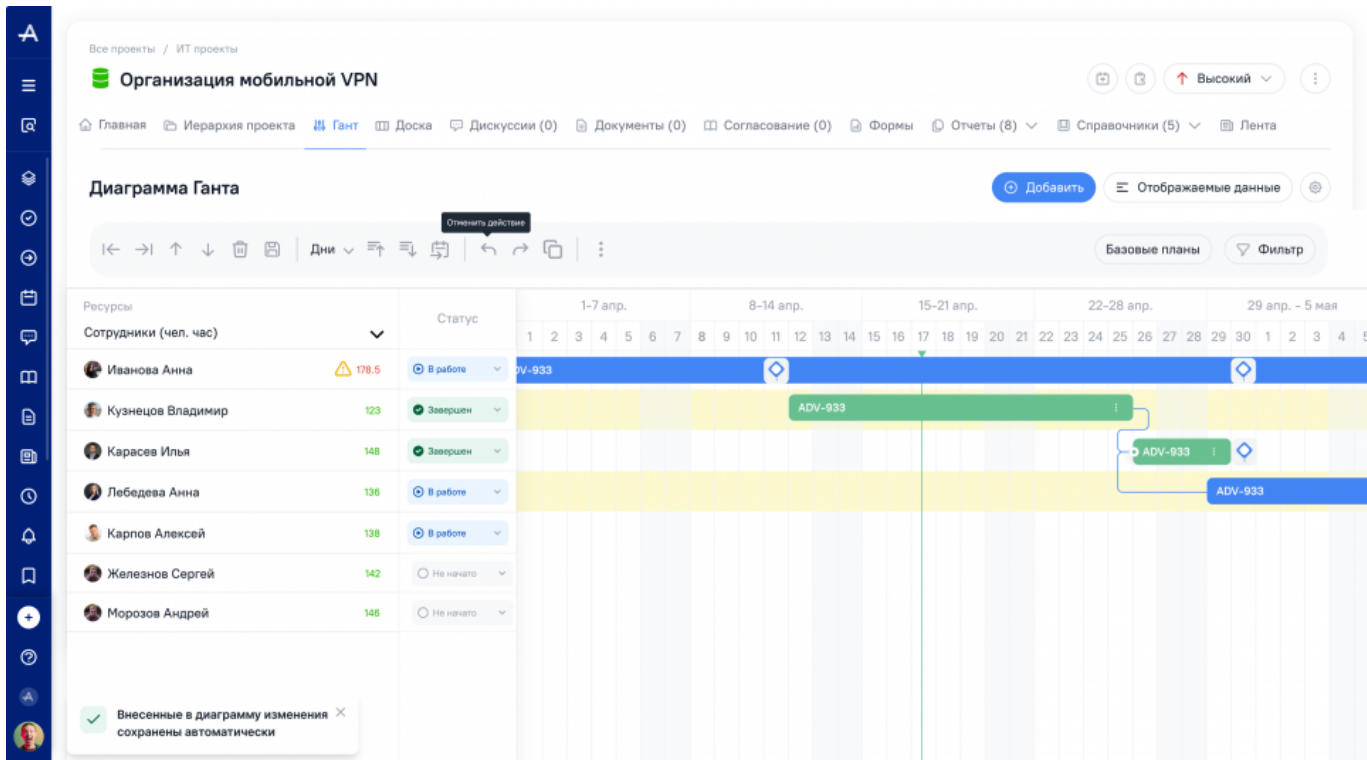 Все проекты / ИТ проекты
Организация мобильной VPN
Высокий
Главная Иерархия проекта Гант Доска Дискуссии (0) Документы (0) Согласование (0) Формы Отчеты (8) Справочники (5) Лента
Диаграмма Ганта
Добавить Отображаемые данные
Отменить действие
Дни Базовые планы Фильтр
Ресурсы Статус 1-7 апр. 8-14 апр. 15-21 апр. 22-28 апр. 29 апр. - 5 мая
Сотрудники (чел. час)
1 2 3 4 5 6 7 8 9 10 11 12 13 14 15 16 17 18 19 20 21 22 23 24 25 26 27 28 29 30 1 2 3 4 5
Иванова Анна 178.5 В работе DV-933
Кузнецов Владимир 123 Завершен ADV-933
Карасев Илья 148 Завершен ADV-933
Лебедева Анна 136 В работе ADV-933
Карпов Алексей 138 В работе
Железнов Сергей 142 Не начато
Морозов Андрей 146 Не начато
Внесенные в диаграмму изменения
сохранены автоматически